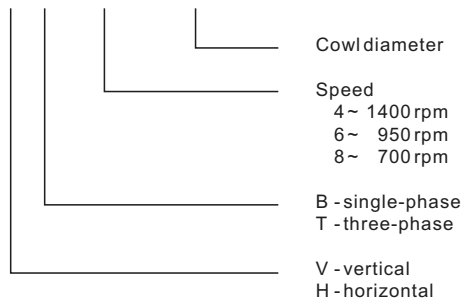 Cowl diameter
Speed
4~ 1400 rpm
6~ 950 rpm
8~ 700 rpm
B - single-phase
T - three-phase
V - vertical
H - horizontal